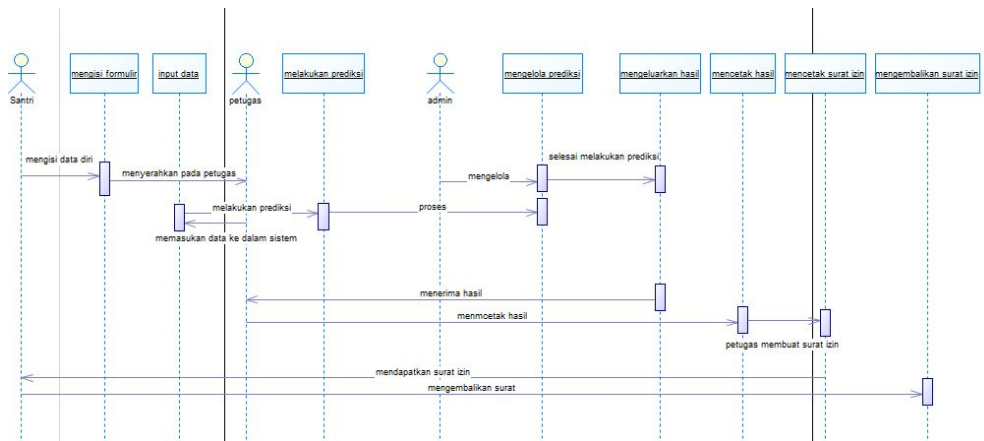 mengisi formulir
input data
melakukan prediksi
mengelola prediksi
mengeluarkan hasil
mencetak hasil
mencetak surat izin
mengembalikan surat izin
Santri
petugas
admin
mengisi data diri
selesai melakukan prediksi
menyerahkan pada petugas
mengelola
melakukan prediksi
proses
memasukan data ke dalam sistem
menerima hasil
menmcetak hasil
petugas membuat surat izin
mendapatkan surat izin
mengembalikan surat